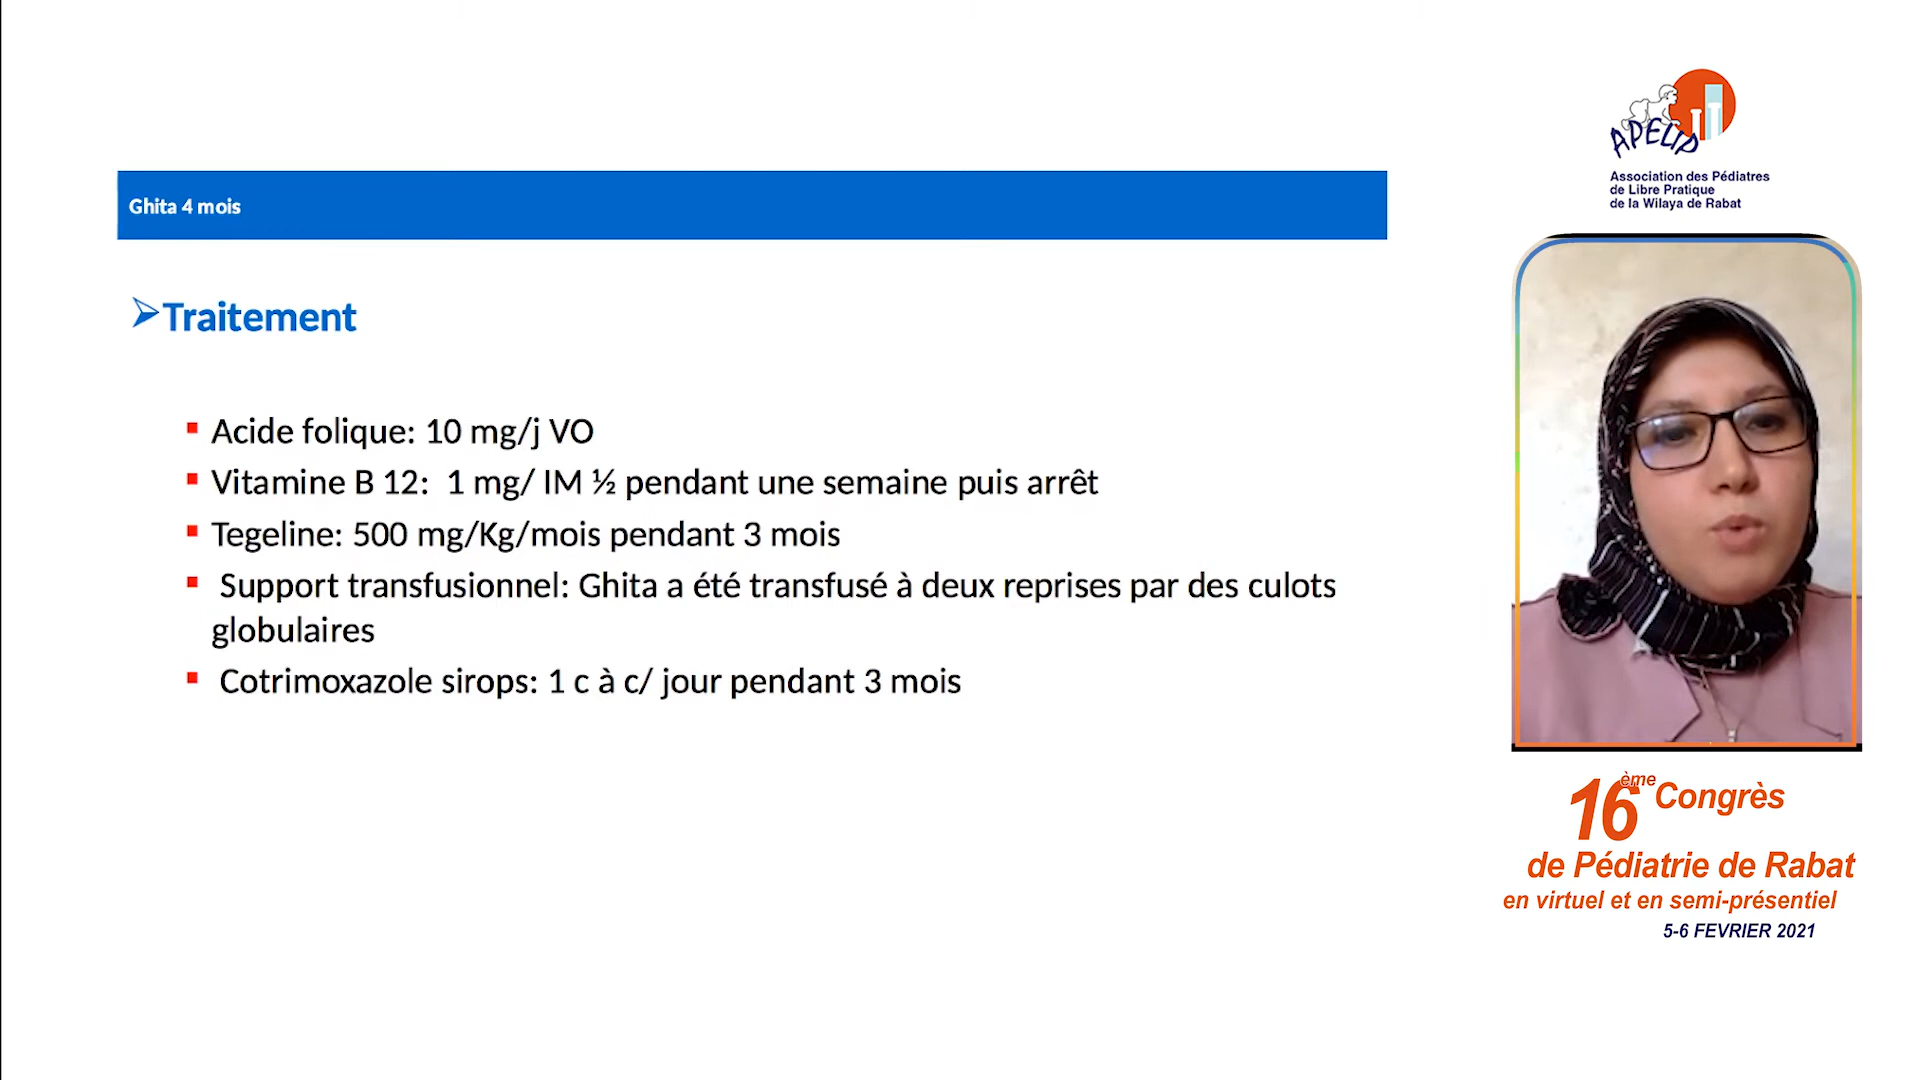 Ghita 4 mois
Traitement
Acide folique: 10 mg/j VO
Vitamine B 12: 1 mg/ IM ½ pendant une semaine puis arrêt
Tegeline: 500 mg/Kg/mois pendant 3 mois
Support transfusionnel: Ghita a été transfusé à deux reprises par des culots
globulaires
Cotrimoxazole sirops: 1 c à c/ jour pendant 3 mois
APELIP
Association des Pédiatres
de Libre Pratique
de la Wilaya de Rabat
16ème Congrès
de Pédiatrie de Rabat
en virtuel et en semi-présentiel
5-6 FEVRIER 2021